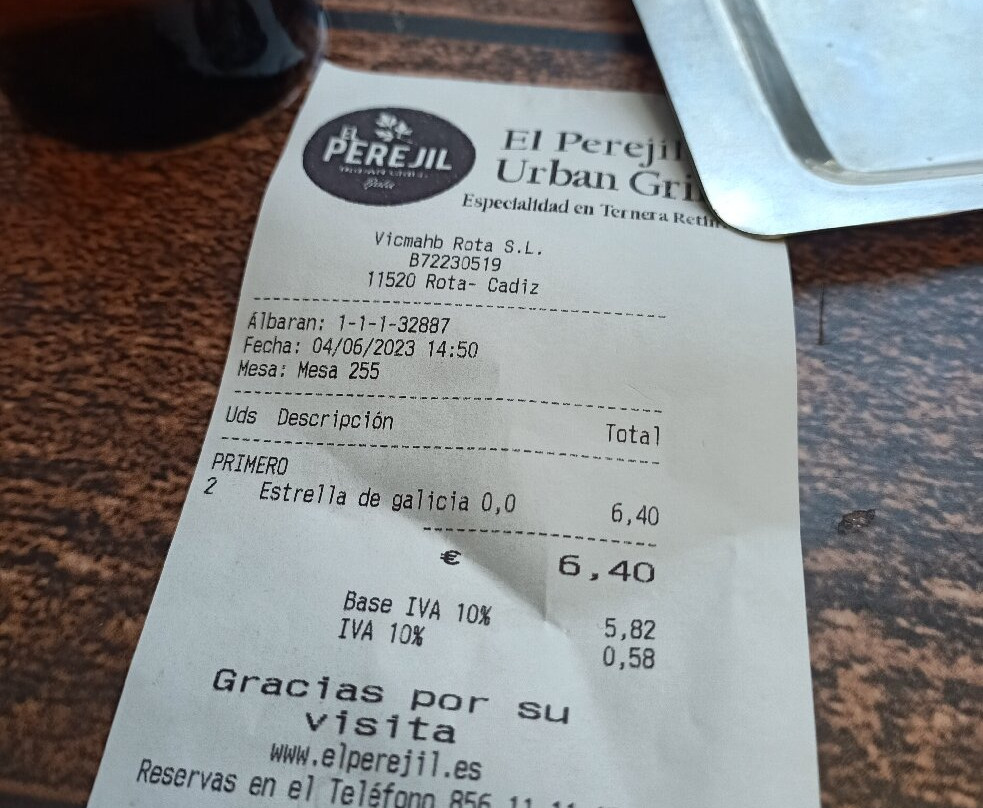 EL
PEREJIL
Rota
El Perejil
Urban
Especialidad en Ternera
Vicmahb Rota S.L.
B72230519
11520 Rota- Cadiz
Albaran: 1-1-1-32887
Fecha: 04/06/2023 14:50
Mesa: Mesa 255
Uds Descripción Total
PRIMERO
2 Estrella de galicia 0,0 6,40
€ 6,40
Base IVA 10% 5,82
IVA 10% 0,58
Gracias por su
visita
www.elperejil.es
Reservas en el Teléfono 856 11